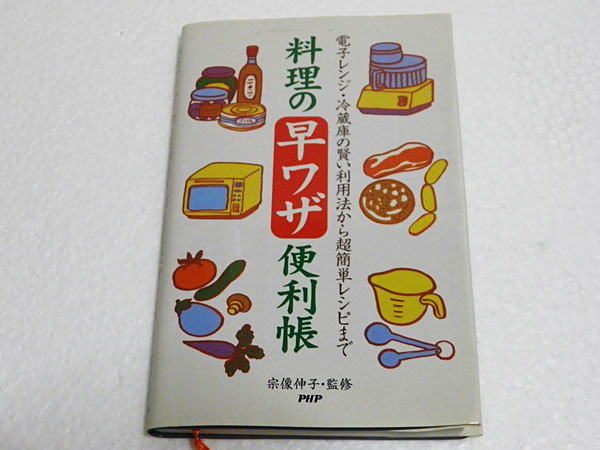 電子レンジ・冷蔵庫の賢い利用法から超簡単レシピまで
料理の早ワザ便利帳
宗像伸子・監修
PHP